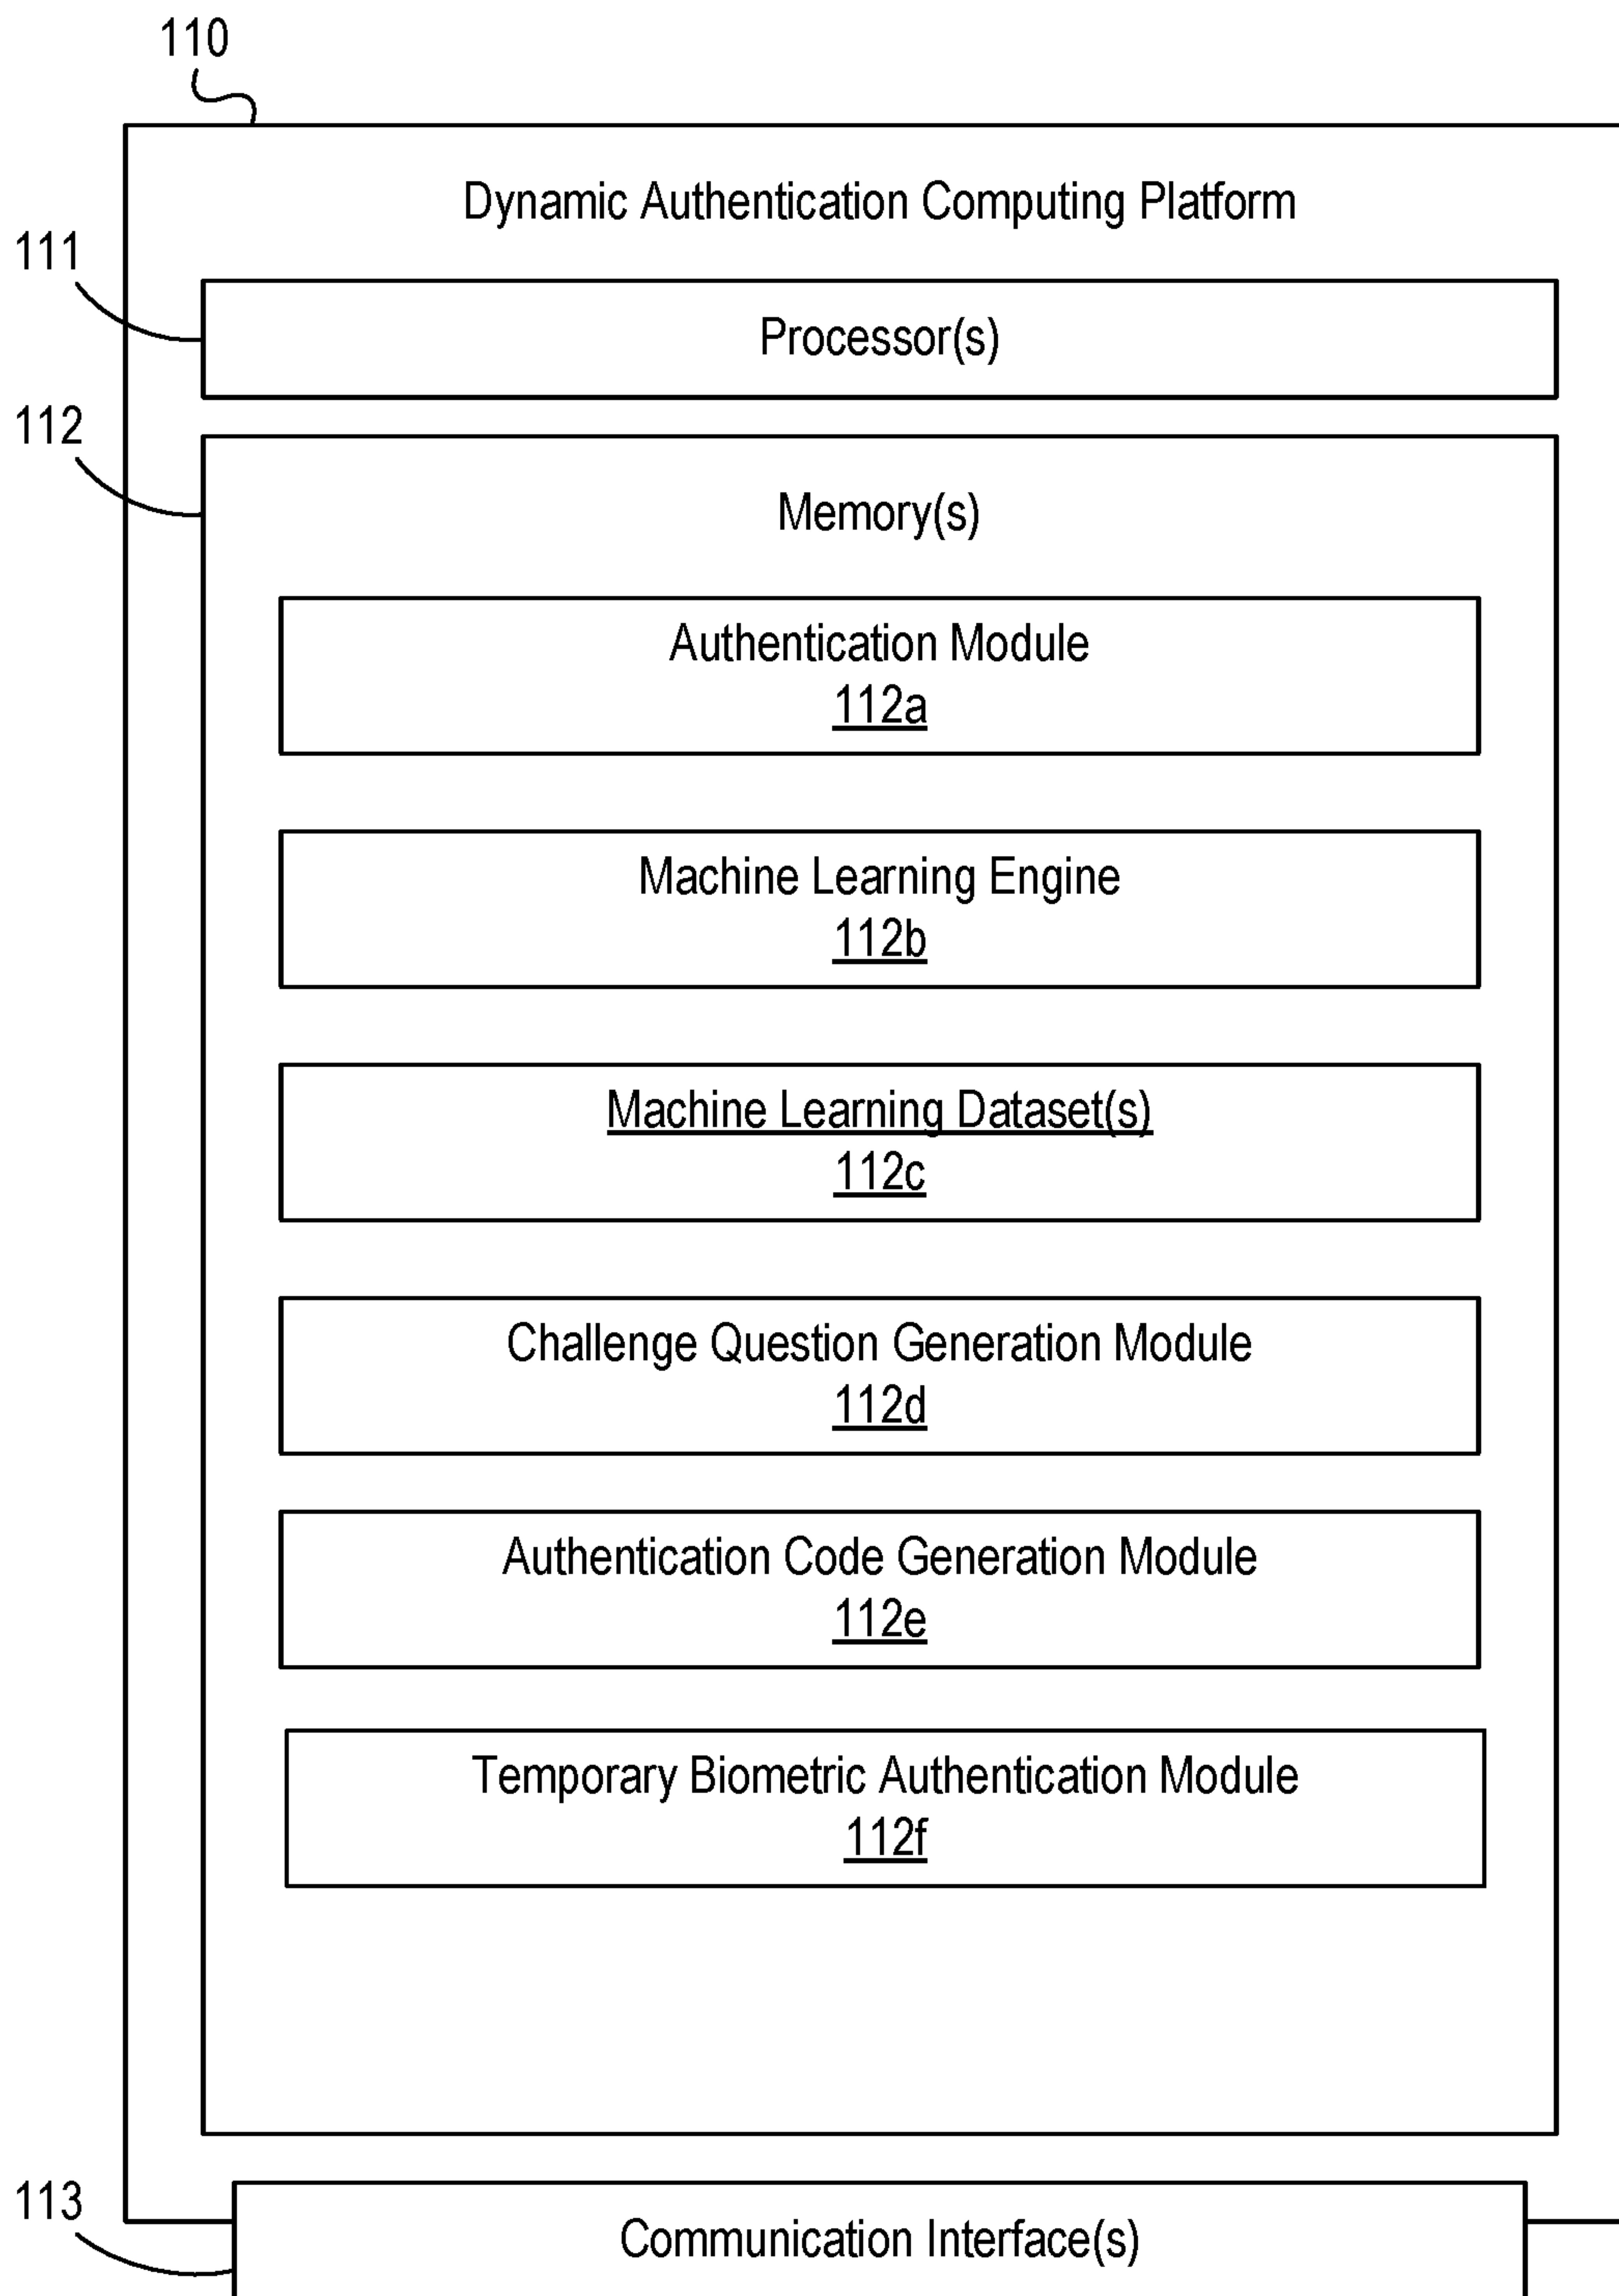 110
Dynamic Authentication Computing Platform
111
Processor(s)
112
Memory(s)
Authentication Module
112a
Machine Learning Engine
112b
Machine Learning Dataset(s)
112c
Challenge Question Generation Module
112d
Authentication Code Generation Module
112e
Temporary Biometric Authentication Module
112f
113
Communication Interface(s)